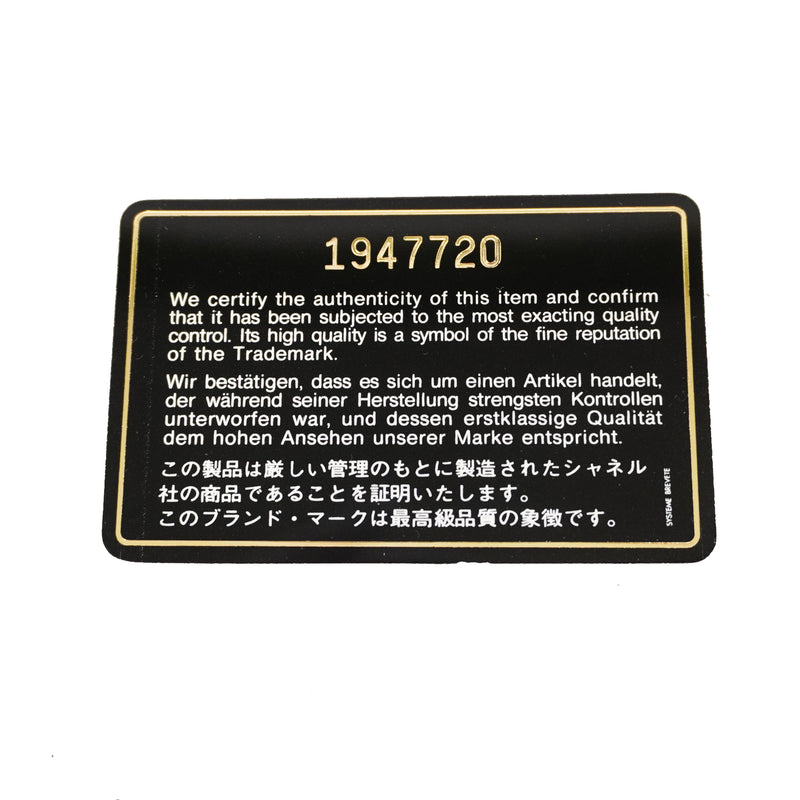 1947720
We certify the authenticity of this item and confirm
that it has been subjected to the most exacting quality
control. Its high quality is a symbol of the fine reputation
of the Trademark.
Wir bestätigen, dass es sich um einen Artikel handelt,
der während seiner Herstellung strengsten Kontrollen
unterworfen war, und dessen erstklassige Qualität
dem hohen Ansehen unserer Marke entspricht.
この製品は厳しい管理のもとに製造されたシャネル
社の商品であることを証明いたします。
このブランド・マークは最高級品質の象徴です。
SYSTEME BREVETE